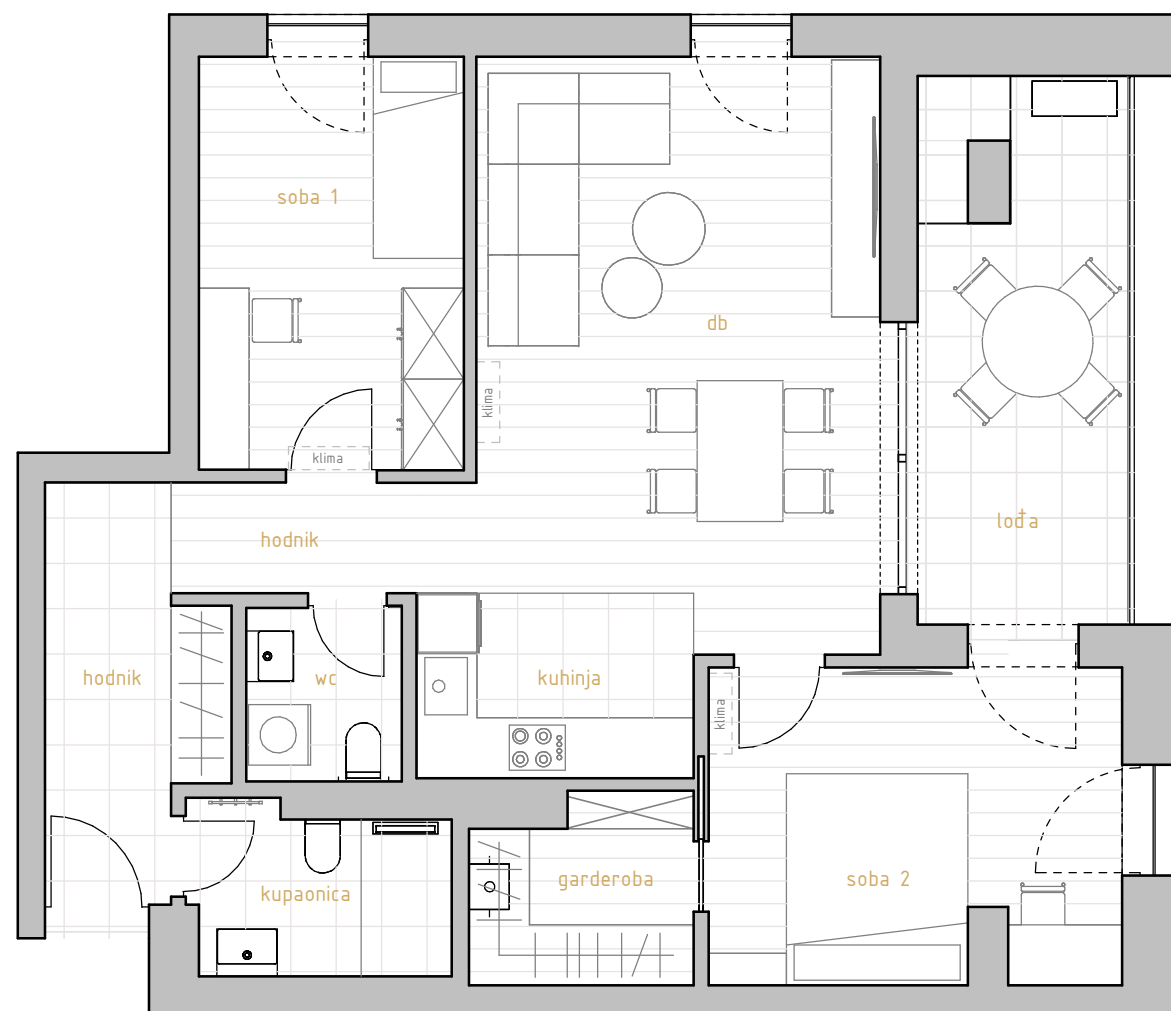 soba 1
db
klima
klima
hodnik
lođa
hodnik
wc
kuhinja
klima
kupaonica
garderoba
soba 2